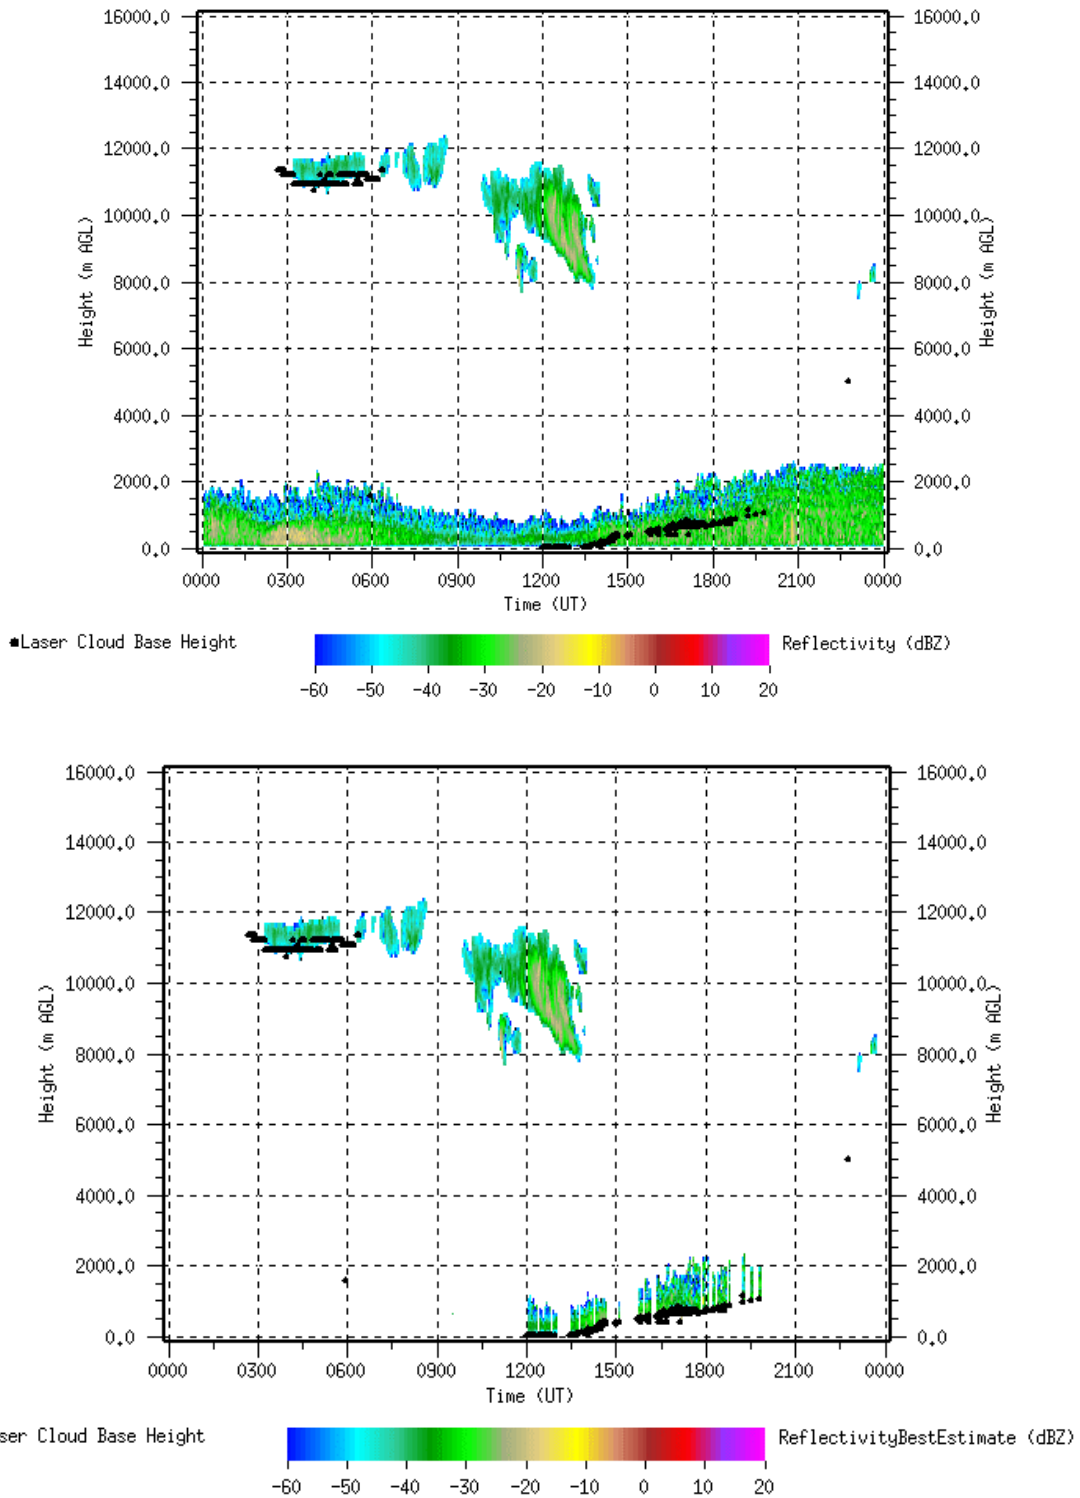 16000.0 16000.0
14000.0 14000.0
12000.0 12000.0
10000.0 10000.0
8000.0 8000.0
6000.0 6000.0
4000.0 4000.0
2000.0 2000.0
0.0 0.0
Height (m AGL)
Height (m AGL)
0000 0300 0600 0900 1200 1500 1800 2100 0000
Time (UT)
Laser Cloud Base Height Reflectivity (dBZ)
-60 -50 -40 -30 -20 -10 0 10 20
16000.0 16000.0
14000.0 14000.0
12000.0 12000.0
10000.0 10000.0
8000.0 8000.0
6000.0 6000.0
4000.0 4000.0
2000.0 2000.0
0.0 0.0
Height (m AGL)
Height (m AGL)
0000 0300 0600 0900 1200 1500 1800 2100 0000
Time (UT)
ser Cloud Base Height ReflectivityBestEstimate (dBZ)
-60 -50 -40 -30 -20 -10 0 10 20